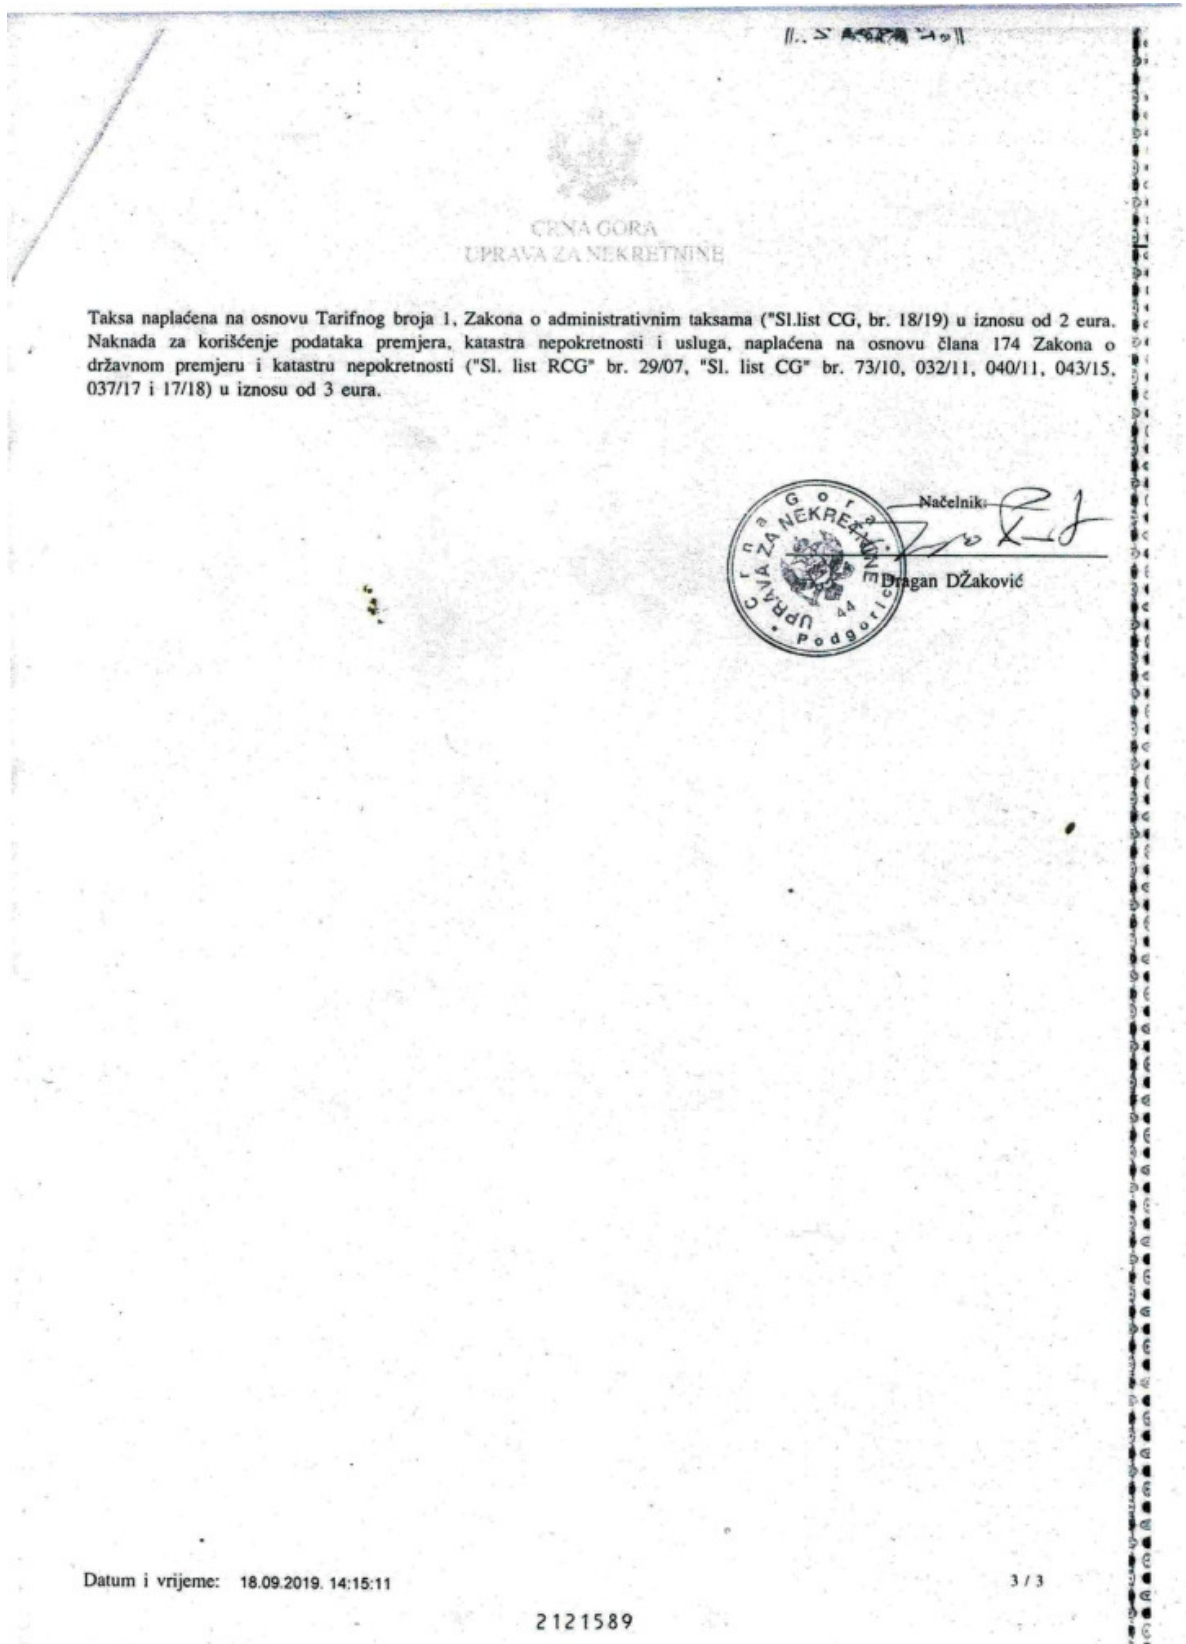 CRNA GORA
UPRAVA ZA NEKRETNINE
Taksa naplaćena na osnovu Tarifnog broja 1, Zakona o administrativnim taksama ("Sl.list CG, br. 18/19) u iznosu od 2 eura.
Naknada za korišćenje podataka premjera, katastra nepokretnosti i usluga, naplaćena na osnovu člana 174 Zakona o
državnom premjeru i katastru nepokretnosti ("Sl. list RCG" br. 29/07, "Sl. list CG" br. 73/10, 032/11, 040/11, 043/15,
037/17 i 17/18) u iznosu od 3 eura.
Načelnik:
Crna Gora
UPRAVA ZA NEKRETNINE
44
Podgorica
Dragan DŽaković
Datum i vrijeme: 18.09.2019. 14:15:11
3 / 3
2121589